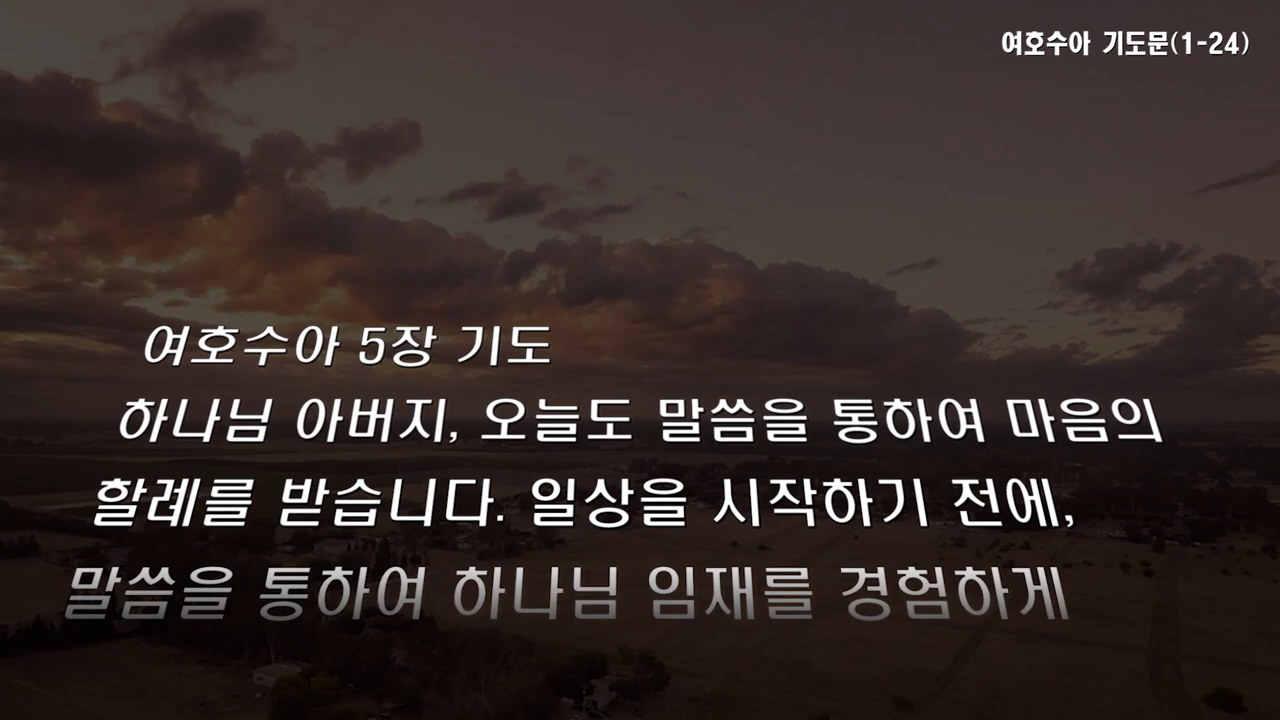 여호수아 기도문(1-24)
여호수아 5장 기도
하나님 아버지, 오늘도 말씀을 통하여 마음의
할례를 받습니다. 일상을 시작하기 전에,
말씀을 통하여 하나님 임재를 경험하게